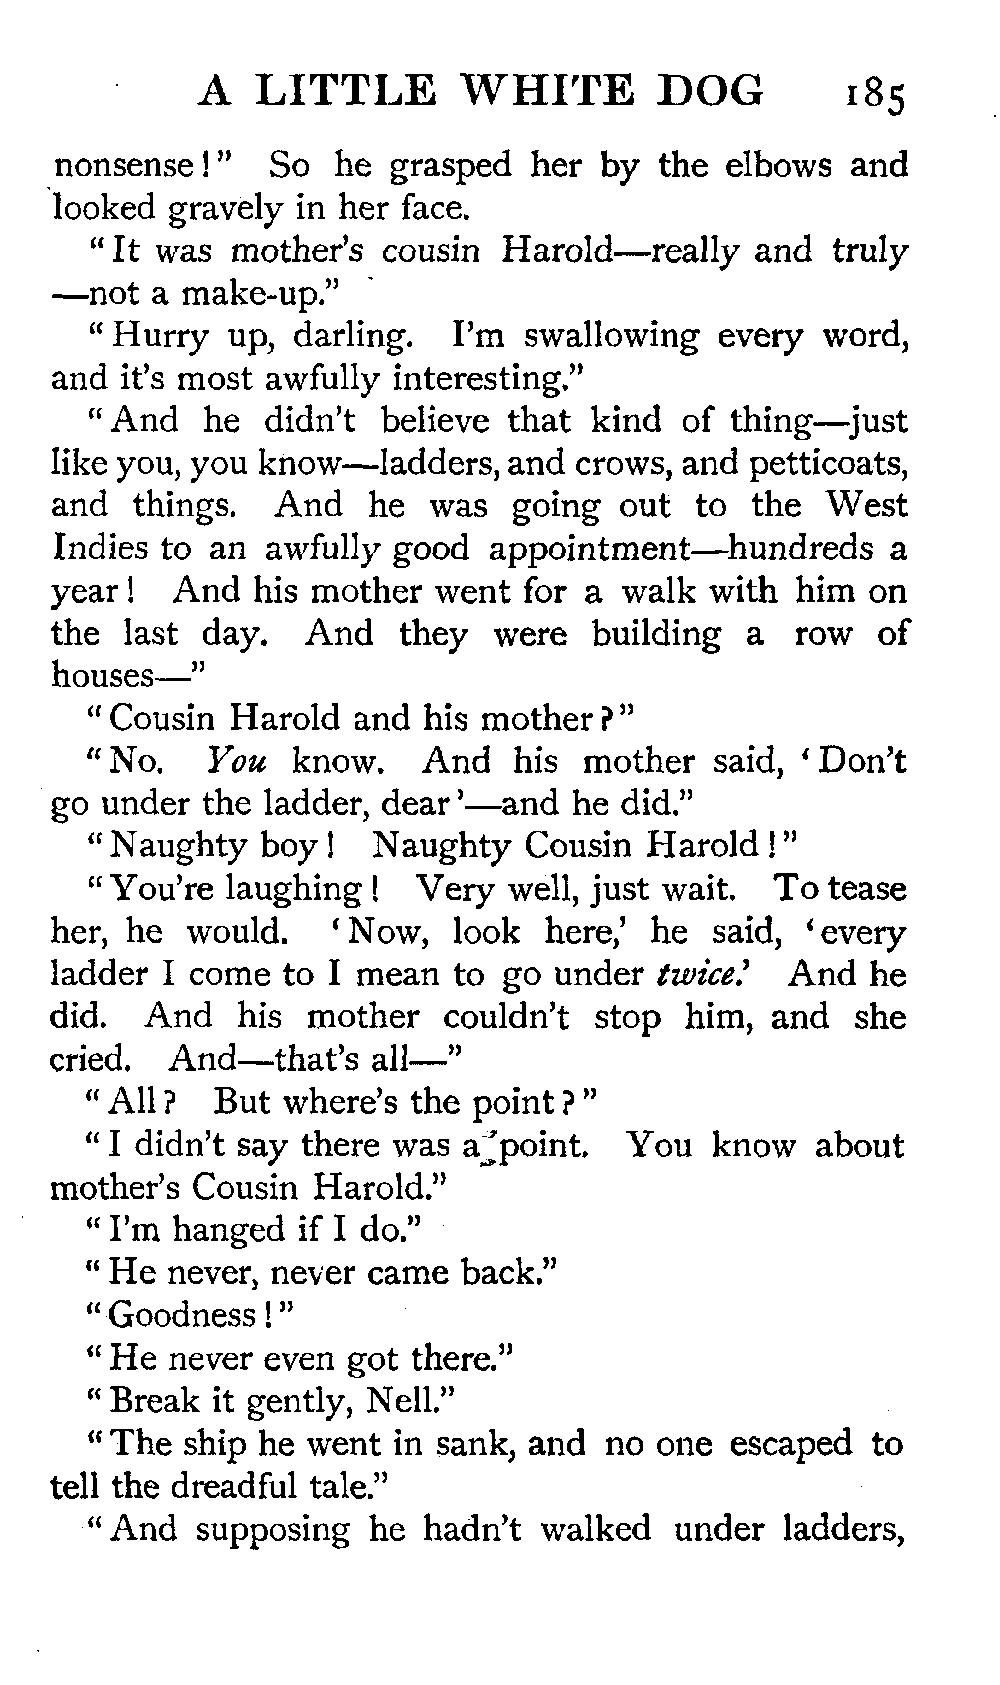 A LITTLE WHITE DOG 185
nonsense!" So he grasped her by the elbows and
looked gravely in her face.
"It was mother's cousin Harold—really and truly
—not a make-up."
"Hurry up, darling. I'm swallowing every word,
and it's most awfully interesting."
"And he didn't believe that kind of thing—just
like you, you know—ladders, and crows, and petticoats,
and things. And he was going out to the West
Indies to an awfully good appointment—hundreds a
year! And his mother went for a walk with him on
the last day. And they were building a row of
houses—"
"Cousin Harold and his mother?"
"No. You know. And his mother said, 'Don't
go under the ladder, dear'—and he did."
"Naughty boy! Naughty Cousin Harold!"
"You're laughing! Very well, just wait. To tease
her, he would. 'Now, look here,' he said, 'every
ladder I come to I mean to go under twice.' And he
did. And his mother couldn't stop him, and she
cried. And—that's all—"
"All? But where's the point?"
"I didn't say there was a point. You know about
mother's Cousin Harold."
"I'm hanged if I do."
"He never, never came back."
"Goodness!"
"He never even got there."
"Break it gently, Nell."
"The ship he went in sank, and no one escaped to
tell the dreadful tale."
"And supposing he hadn't walked under ladders,